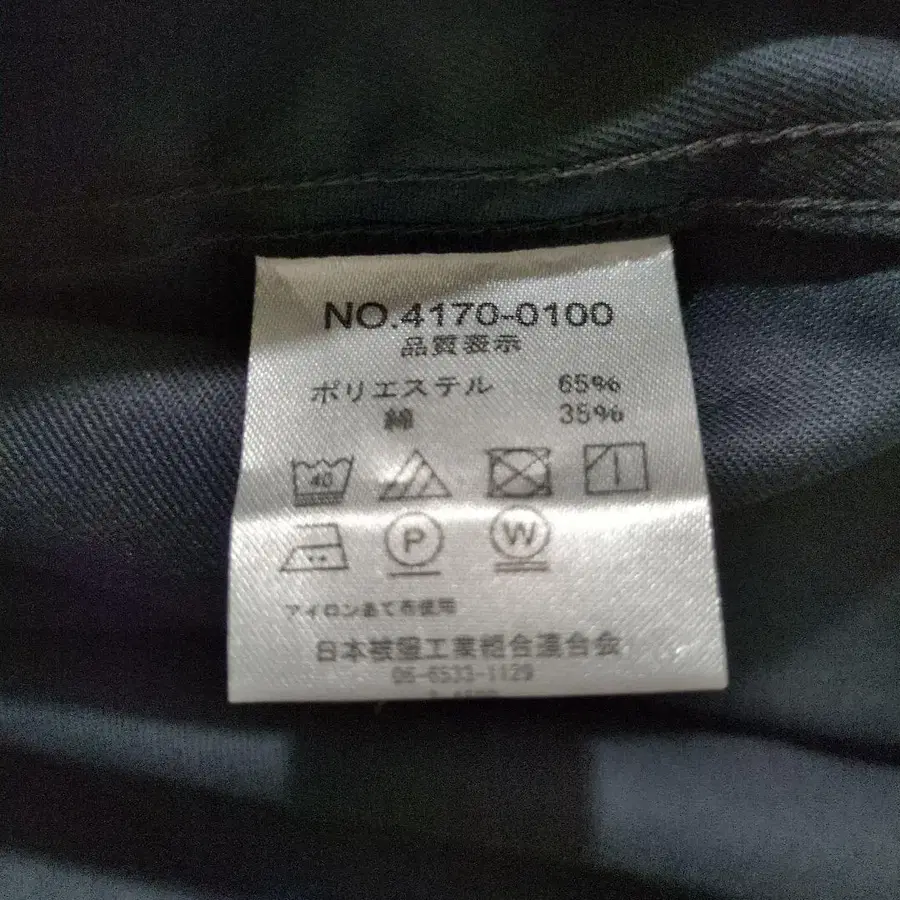 NO.4170-0100
品質表示
ポリエステル 65%
綿 35%
40
P W
アイロンあて布使用
日本被服工業組合連合会
06-6533-1129